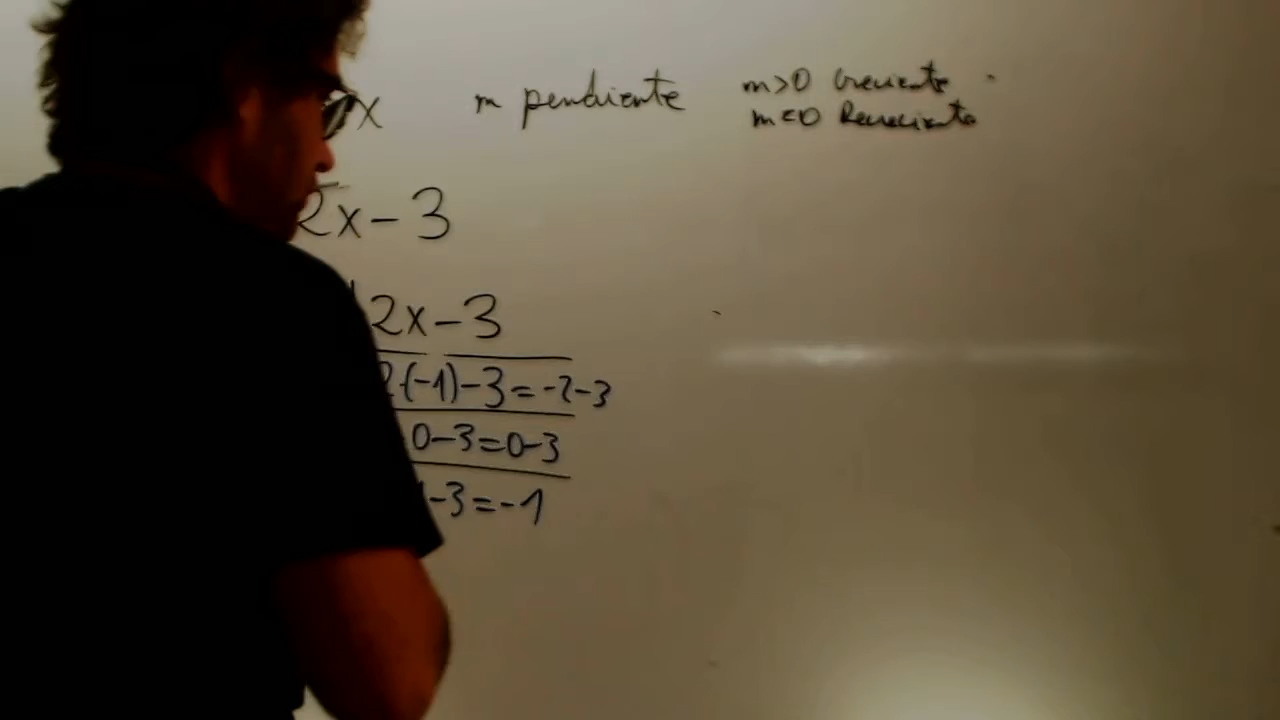 x m pendiente m>0 Creciente
m<0 Decreciente
2x-3
2x-3
2(-1)-3=-2-3
0-3=0-3
-3=-1